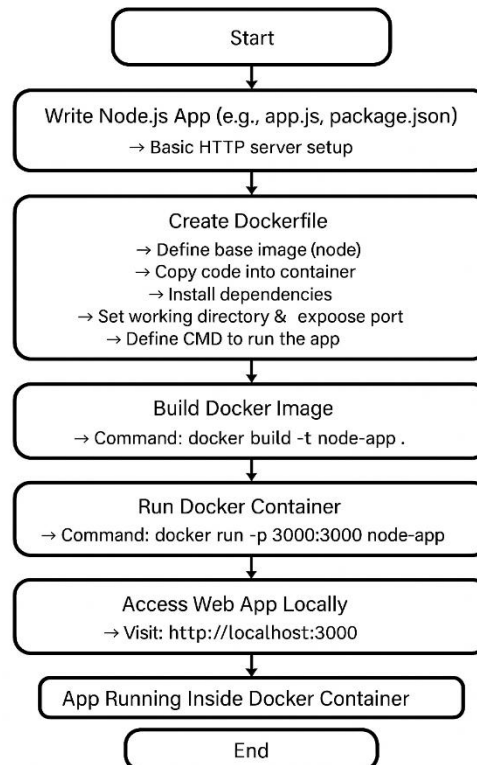 Start
Write Node.js App (e.g., app.js, package.json)
→ Basic HTTP server setup
Create Dockerfile
→ Define base image (node)
→ Copy code into container
→ Install dependencies
→ Set working directory & expoose port
→ Define CMD to run the app
Build Docker Image
→ Command: docker build -t node-app .
Run Docker Container
→ Command: docker run -p 3000:3000 node-app
Access Web App Locally
→ Visit: http://localhost:3000
App Running Inside Docker Container
End